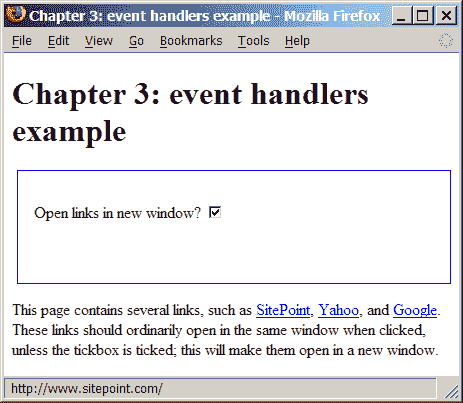 Chapter 3: event handlers example - Mozilla Firefox
File Edit View Go Bookmarks Tools Help
Chapter 3: event handlers
example
Open links in new window?
This page contains several links, such as SitePoint, Yahoo, and Google.
These links should ordinarily open in the same window when clicked,
unless the tickbox is ticked; this will make them open in a new window.
http://www.sitepoint.com/